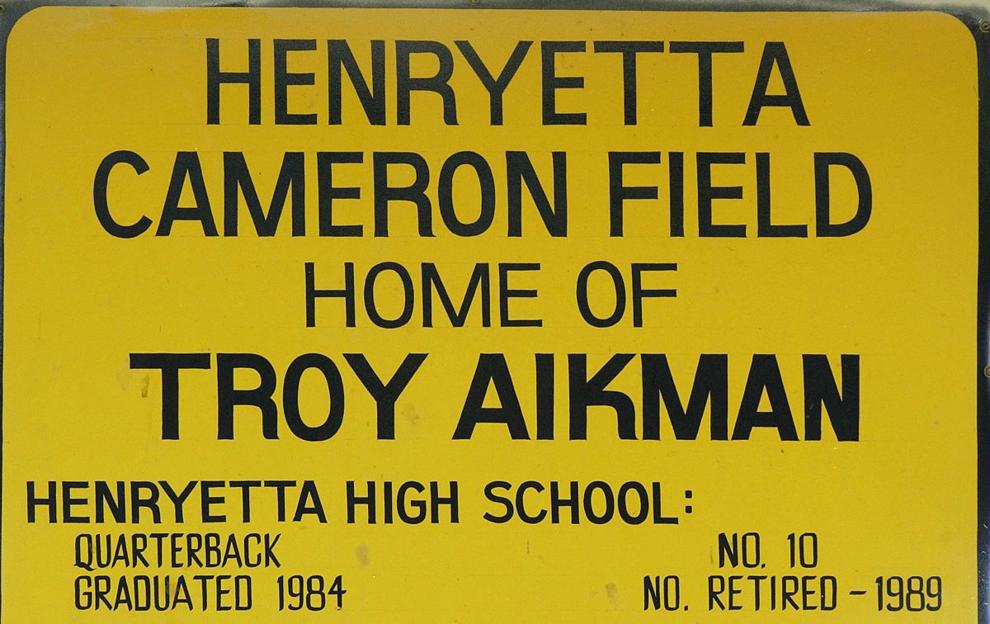 HENRYETTA
CAMERON FIELD
HOME OF
TROY AIKMAN
HENRYETTA HIGH SCHOOL:
QUARTERBACK NO. 10
GRADUATED 1984 NO. RETIRED - 1989